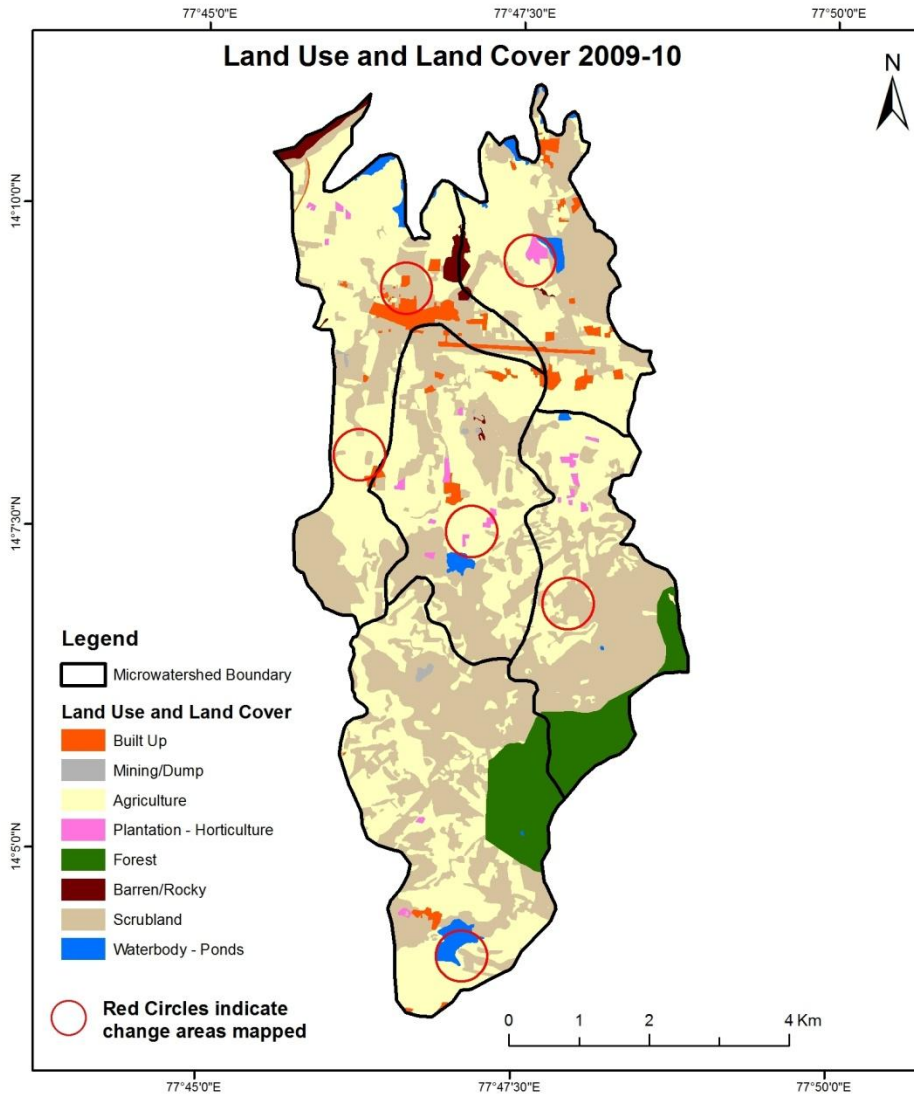 77°45'0"E
77°47'30"E
77°50'0"E
Land Use and Land Cover 2009-10
N
14°10'0"N
14°7'30"N
14°5'0"N
Legend
Microwatershed Boundary
Land Use and Land Cover
Built Up
Mining/Dump
Agriculture
Plantation - Horticulture
Forest
Barren/Rocky
Scrubland
Waterbody - Ponds
Red Circles indicate
change areas mapped
0 1 2 4 Km
77°45'0"E
77°47'30"E
77°50'0"E